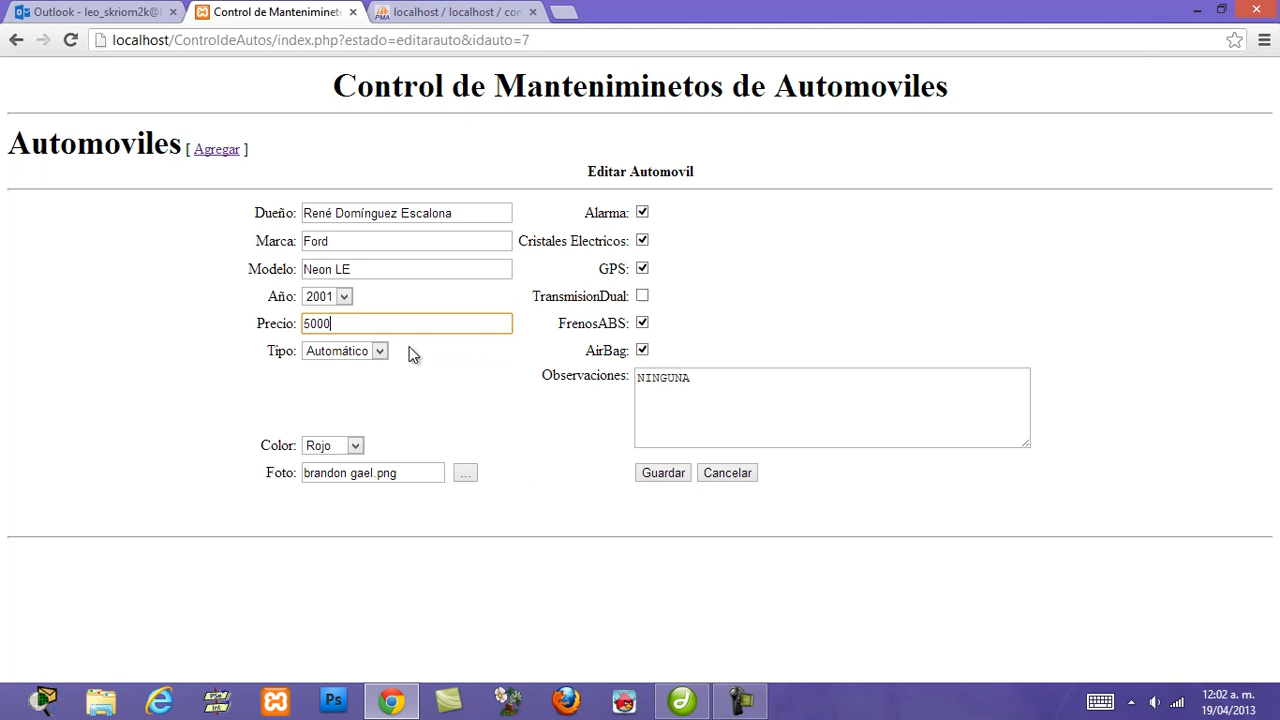 Outlook - leo_skriom2k@
Control de Mantenimine
localhost / localhost / con
localhost/ControldeAutos/index.php?estado=editarauto&idauto=7
Control de Manteniminetos de Automoviles
Automoviles [ Agregar ]
Editar Automovil
Dueño: René Domínguez Escalona Alarma:
Marca: Ford Cristales Electricos:
Modelo: Neon LE GPS:
Año: 2001 TransmisionDual:
Precio: 5000 FrenosABS:
Tipo: Automático AirBag:
Observaciones: NINGUNA
Color: Rojo
Foto: brandon gael.png ... Guardar Cancelar
Ps
12:02 a. m.
19/04/2013